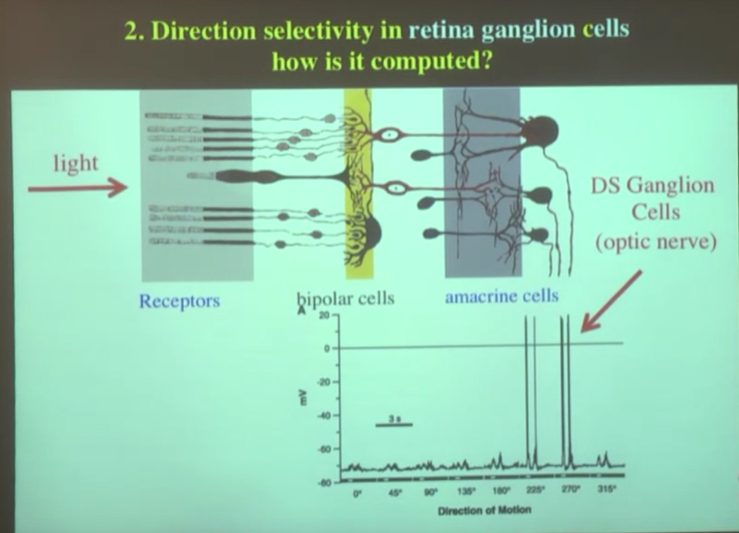 2. Direction selectivity in retina ganglion cells
how is it computed?
light
DS Ganglion
Cells
(optic nerve)
Receptors
bipolar cells
amacrine cells
A
20
0
-20
-40
-60
-80
mV
3 s
0° 45° 90° 135° 180° 225° 270° 315°
Direction of Motion